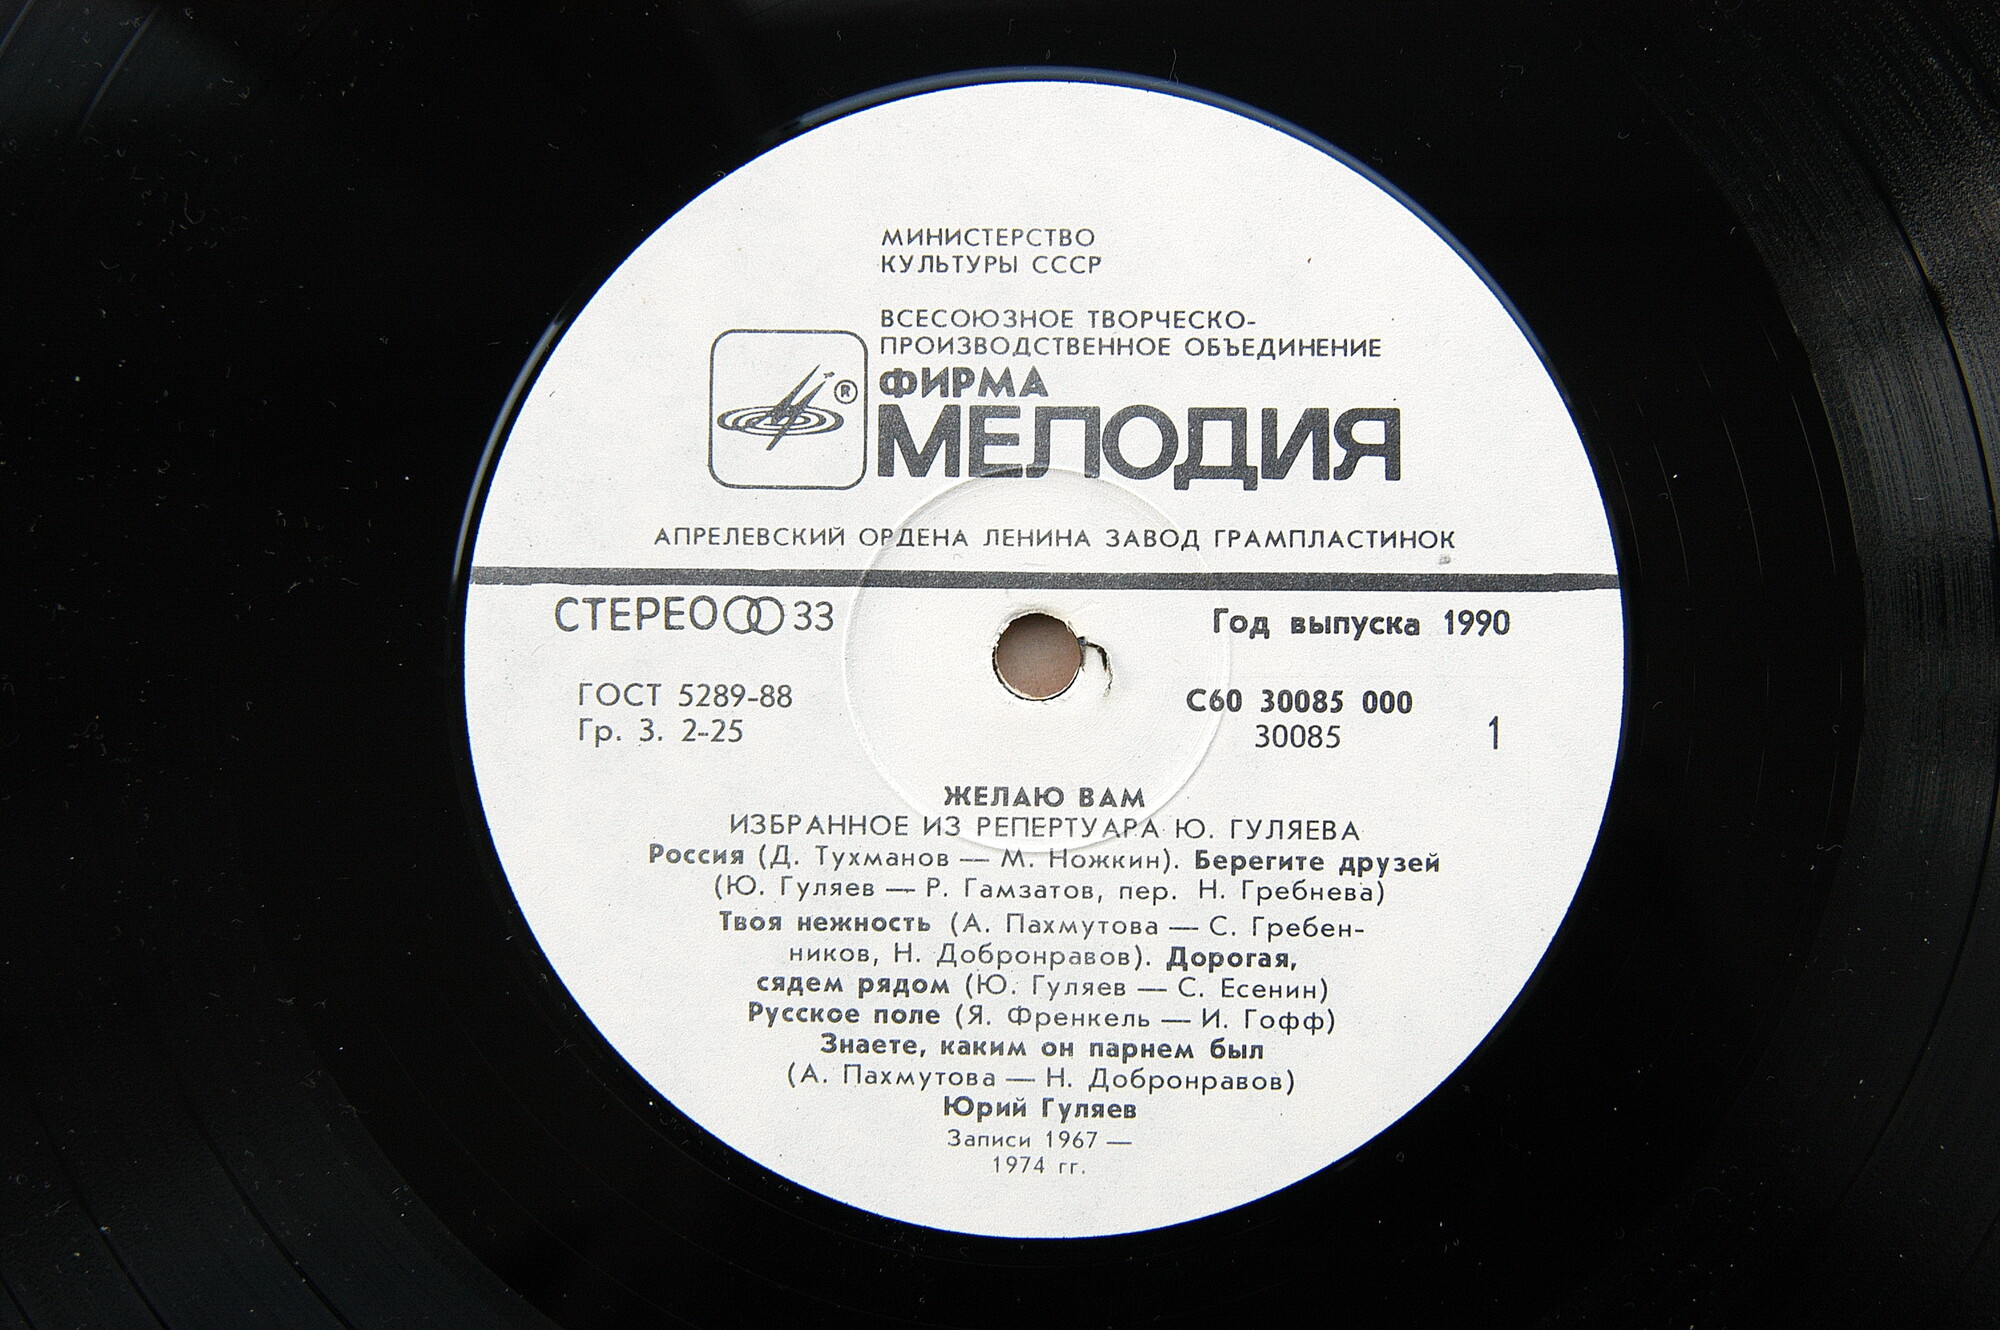 МИНИСТЕРСТВО
КУЛЬТУРЫ СССР
ВСЕСОЮЗНОЕ ТВОРЧЕСКО-
ПРОИЗВОДСТВЕННОЕ ОБЪЕДИНЕНИЕ
®
ФИРМА
МЕЛОДИЯ
АПРЕЛЕВСКИЙ ОРДЕНА ЛЕНИНА ЗАВОД ГРАМПЛАСТИНОК
СТЕРЕО 33
Год выпуска 1990
ГОСТ 5289-88
Гр. 3. 2-25
С60 30085 000
30085
1
ЖЕЛАЮ ВАМ
ИЗБРАННОЕ ИЗ РЕПЕРТУАРА Ю. ГУЛЯЕВА
Россия (Д. Тухманов — М. Ножкин). Берегите друзей
(Ю. Гуляев — Р. Гамзатов, пер. Н. Гребнева)
Твоя нежность (А. Пахмутова — С. Гребен-
ников, Н. Добронравов). Дорогая,
сядем рядом (Ю. Гуляев — С. Есенин)
Русское поле (Я. Френкель — И. Гофф)
Знаете, каким он парнем был
(А. Пахмутова — Н. Добронравов)
Юрий Гуляев
Записи 1967 —
1974 гг.